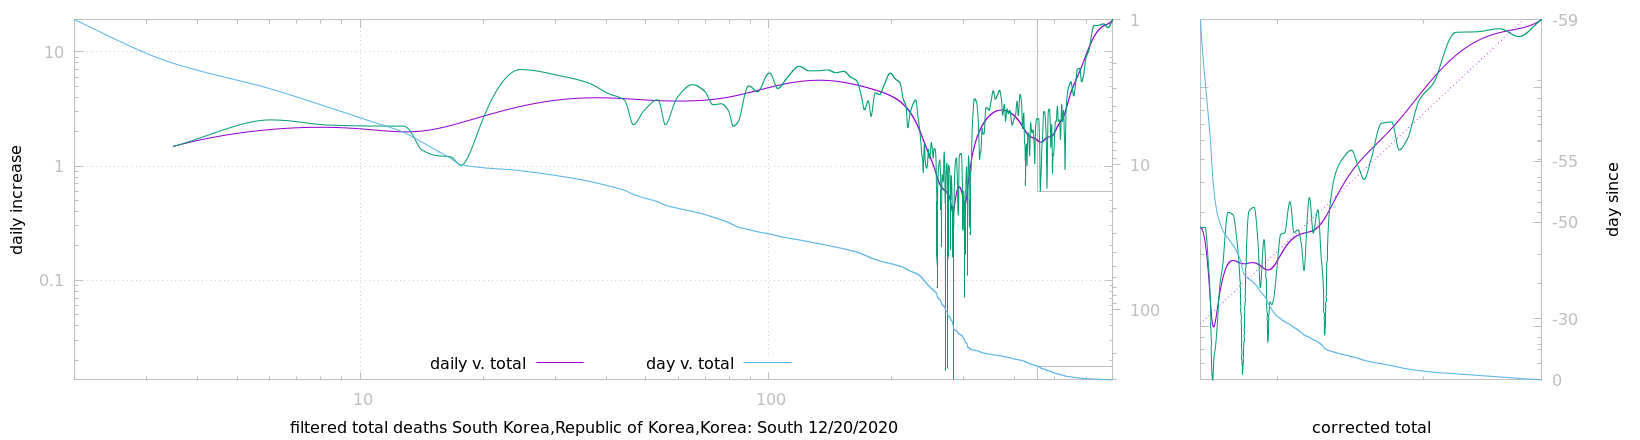 10
1
0.1
daily increase
1
10
100
daily v. total
day v. total
10
100
filtered total deaths South Korea,Republic of Korea,Korea: South 12/20/2020
-59
-55
-50
-30
0
day since
corrected total